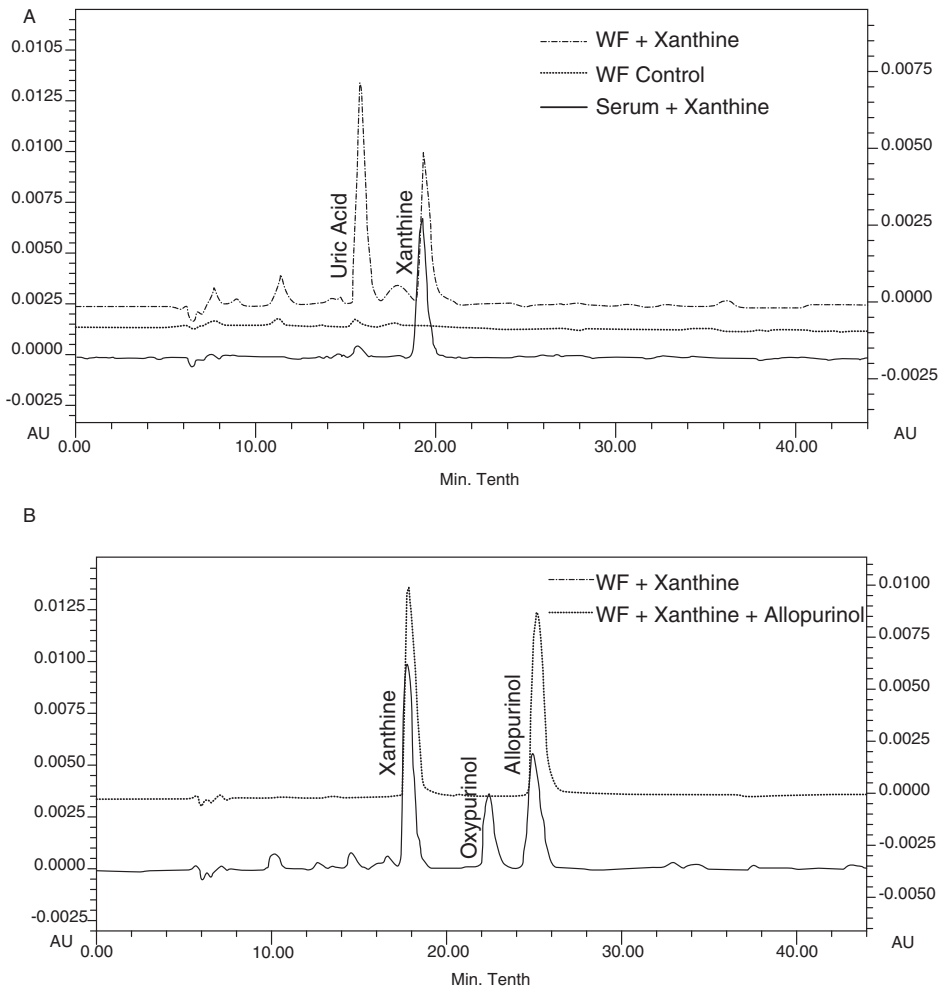 A
WF + Xanthine
WF Control
Serum + Xanthine
0.0105
0.0125
0.0100
0.0075
0.0050
0.0025
0.0000
-0.0025
0.0075
0.0050
0.0025
0.0000
-0.0025
Uric Acid
Xanthine
AU
AU
0.00
10.00
20.00
30.00
40.00
Min. Tenth
B
WF + Xanthine
WF + Xanthine + Allopurinol
0.0125
0.0100
0.0075
0.0050
0.0025
0.0000
-0.0025
0.0100
0.0075
0.0050
0.0025
0.0000
-0.0025
-0.0050
Xanthine
Oxypurinol
Allopurinol
AU
AU
0.00
10.00
20.00
30.00
40.00
Min. Tenth